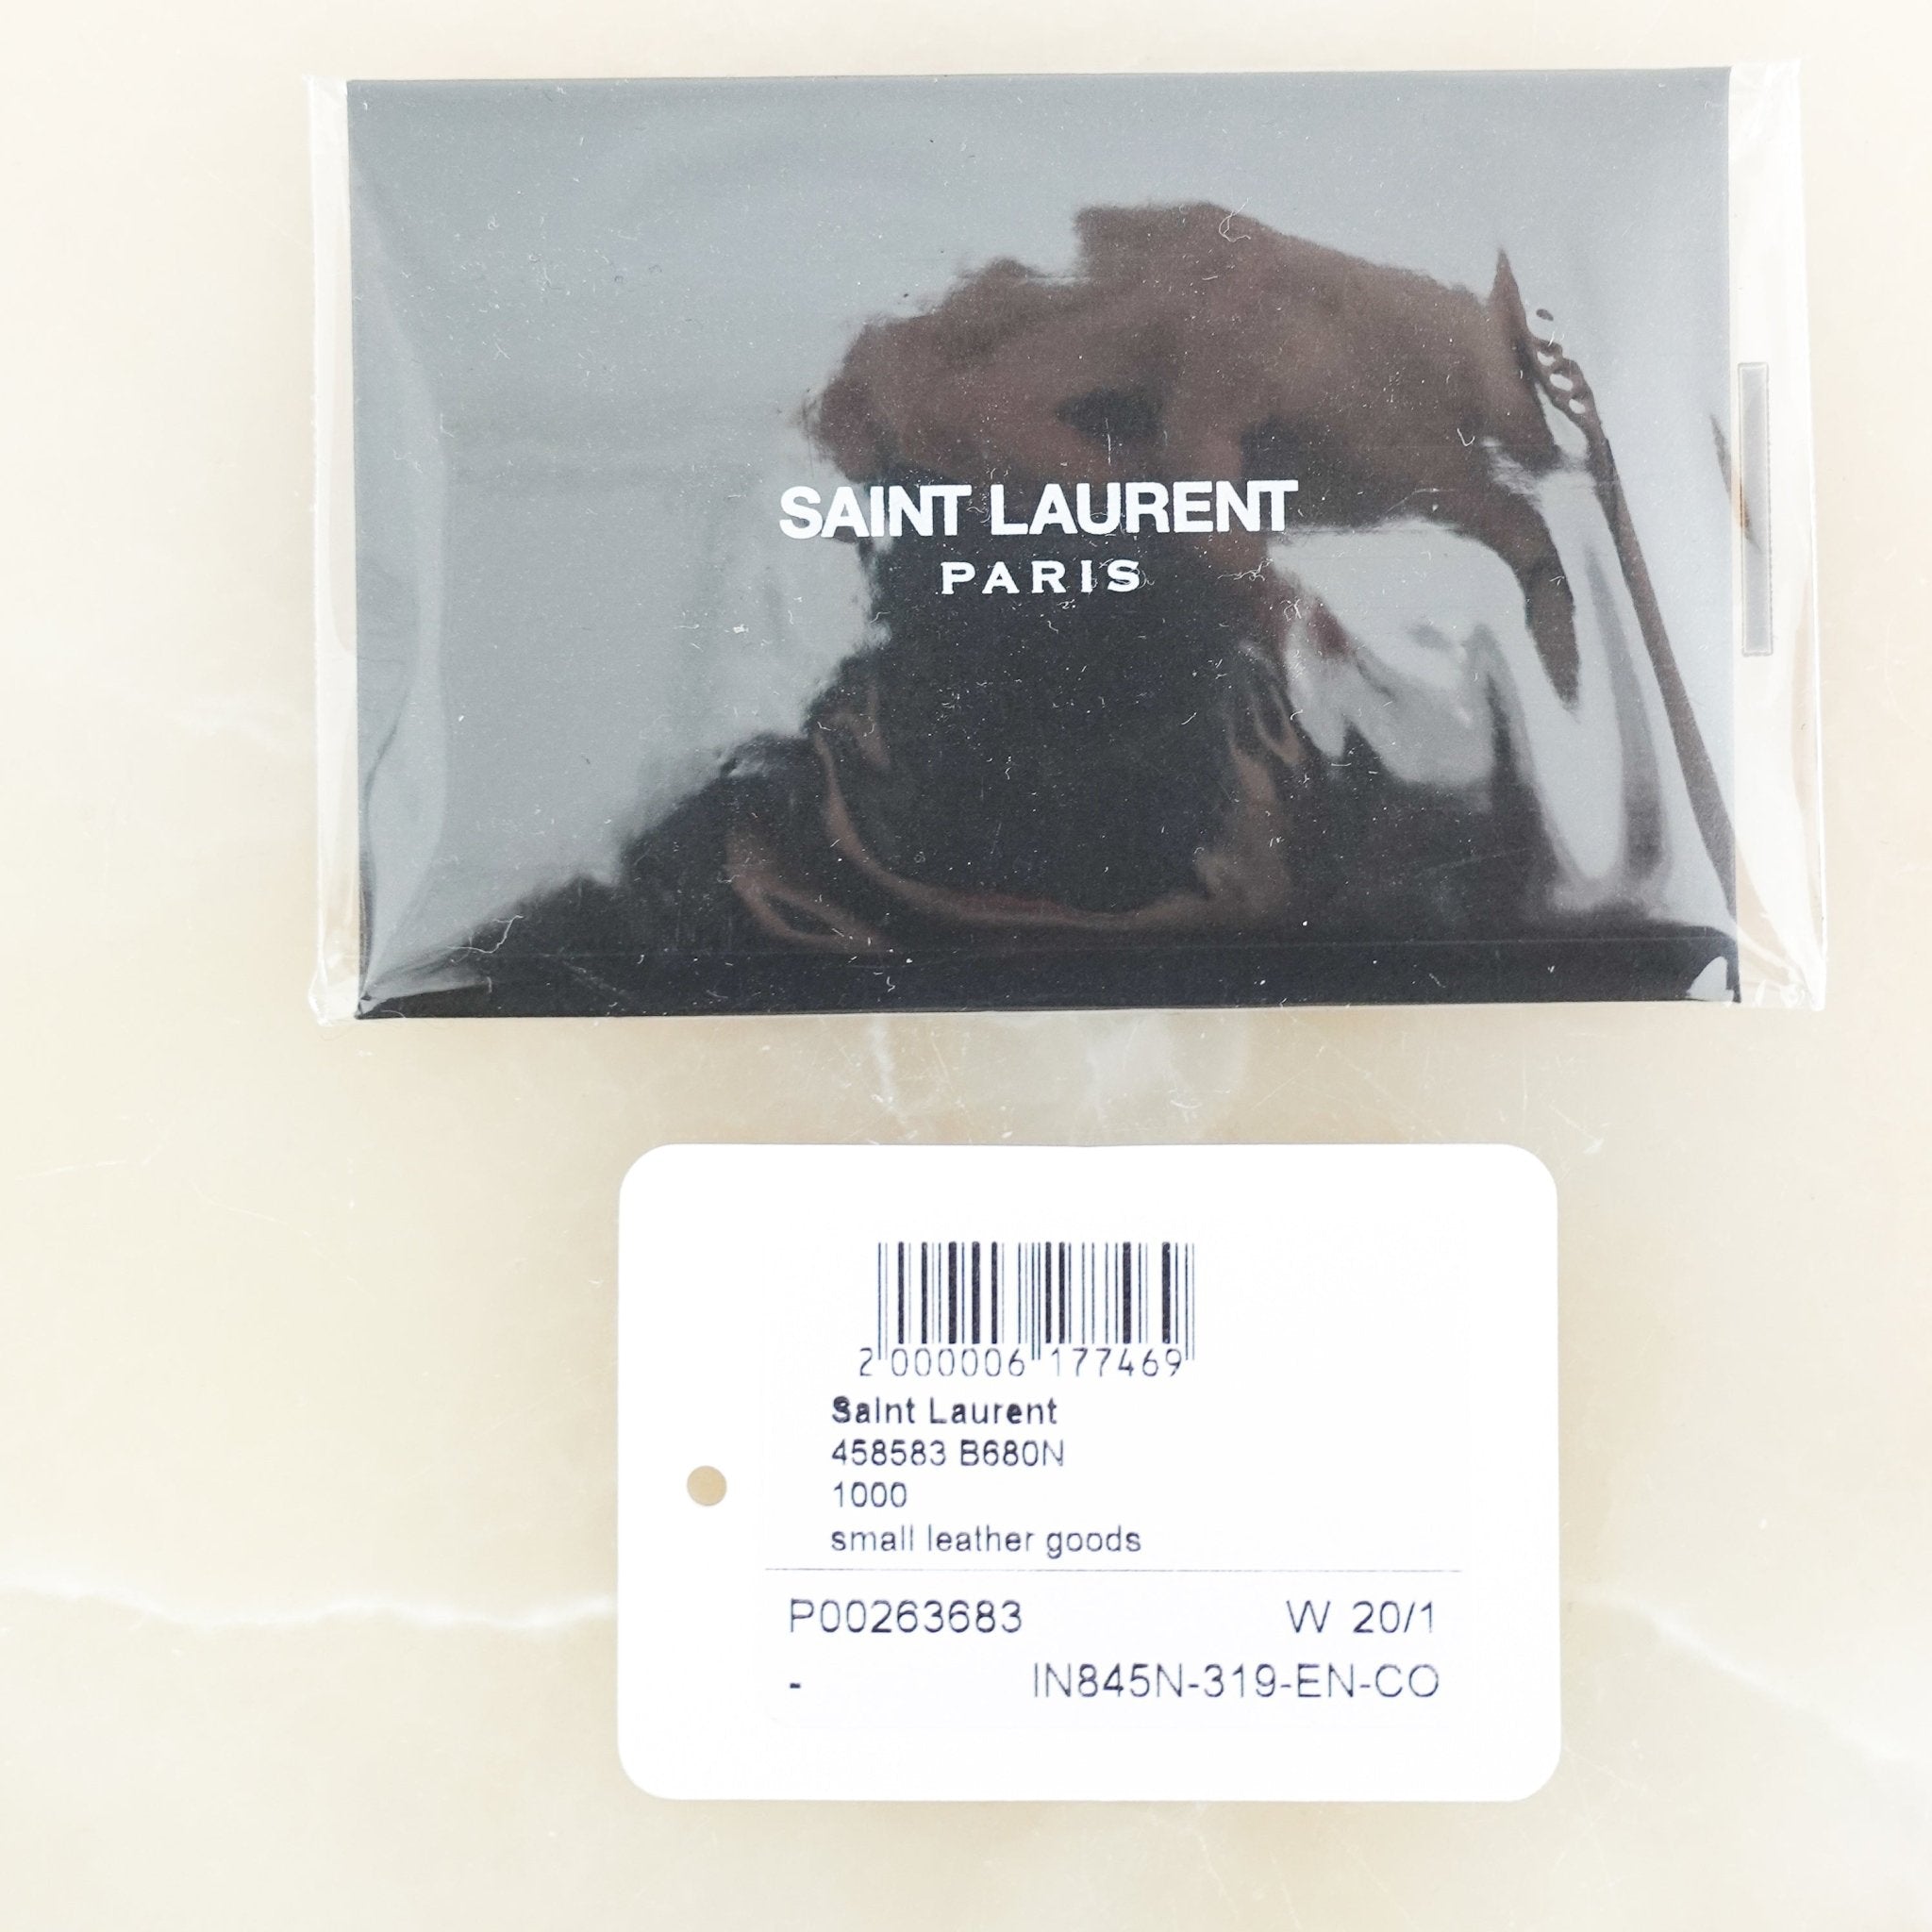 SAINT LAURENT
PARIS
2 000006 177469
Saint Laurent
458583 B680N
1000
small leather goods
P00263683 W 20/1
- IN845N-319-EN-CO